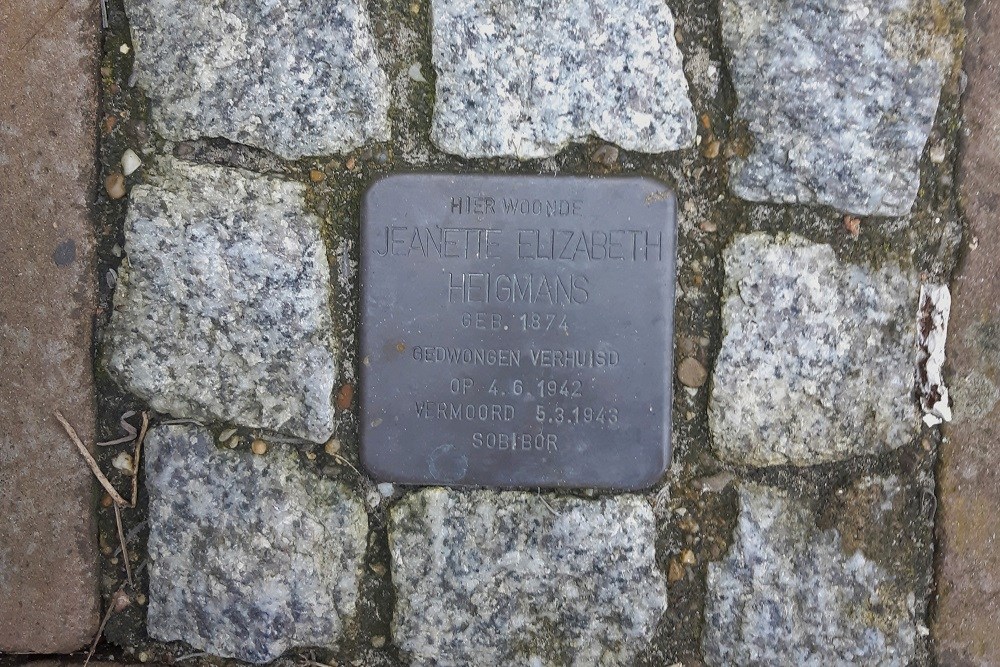 HIER WOONDE
JEANETTE ELIZABETH
HEIGMANS
GEB. 1874
GEDWONGEN VERHUISD
OP 4.6.1942
VERMOORD 5.3.1943
SOBIBOR